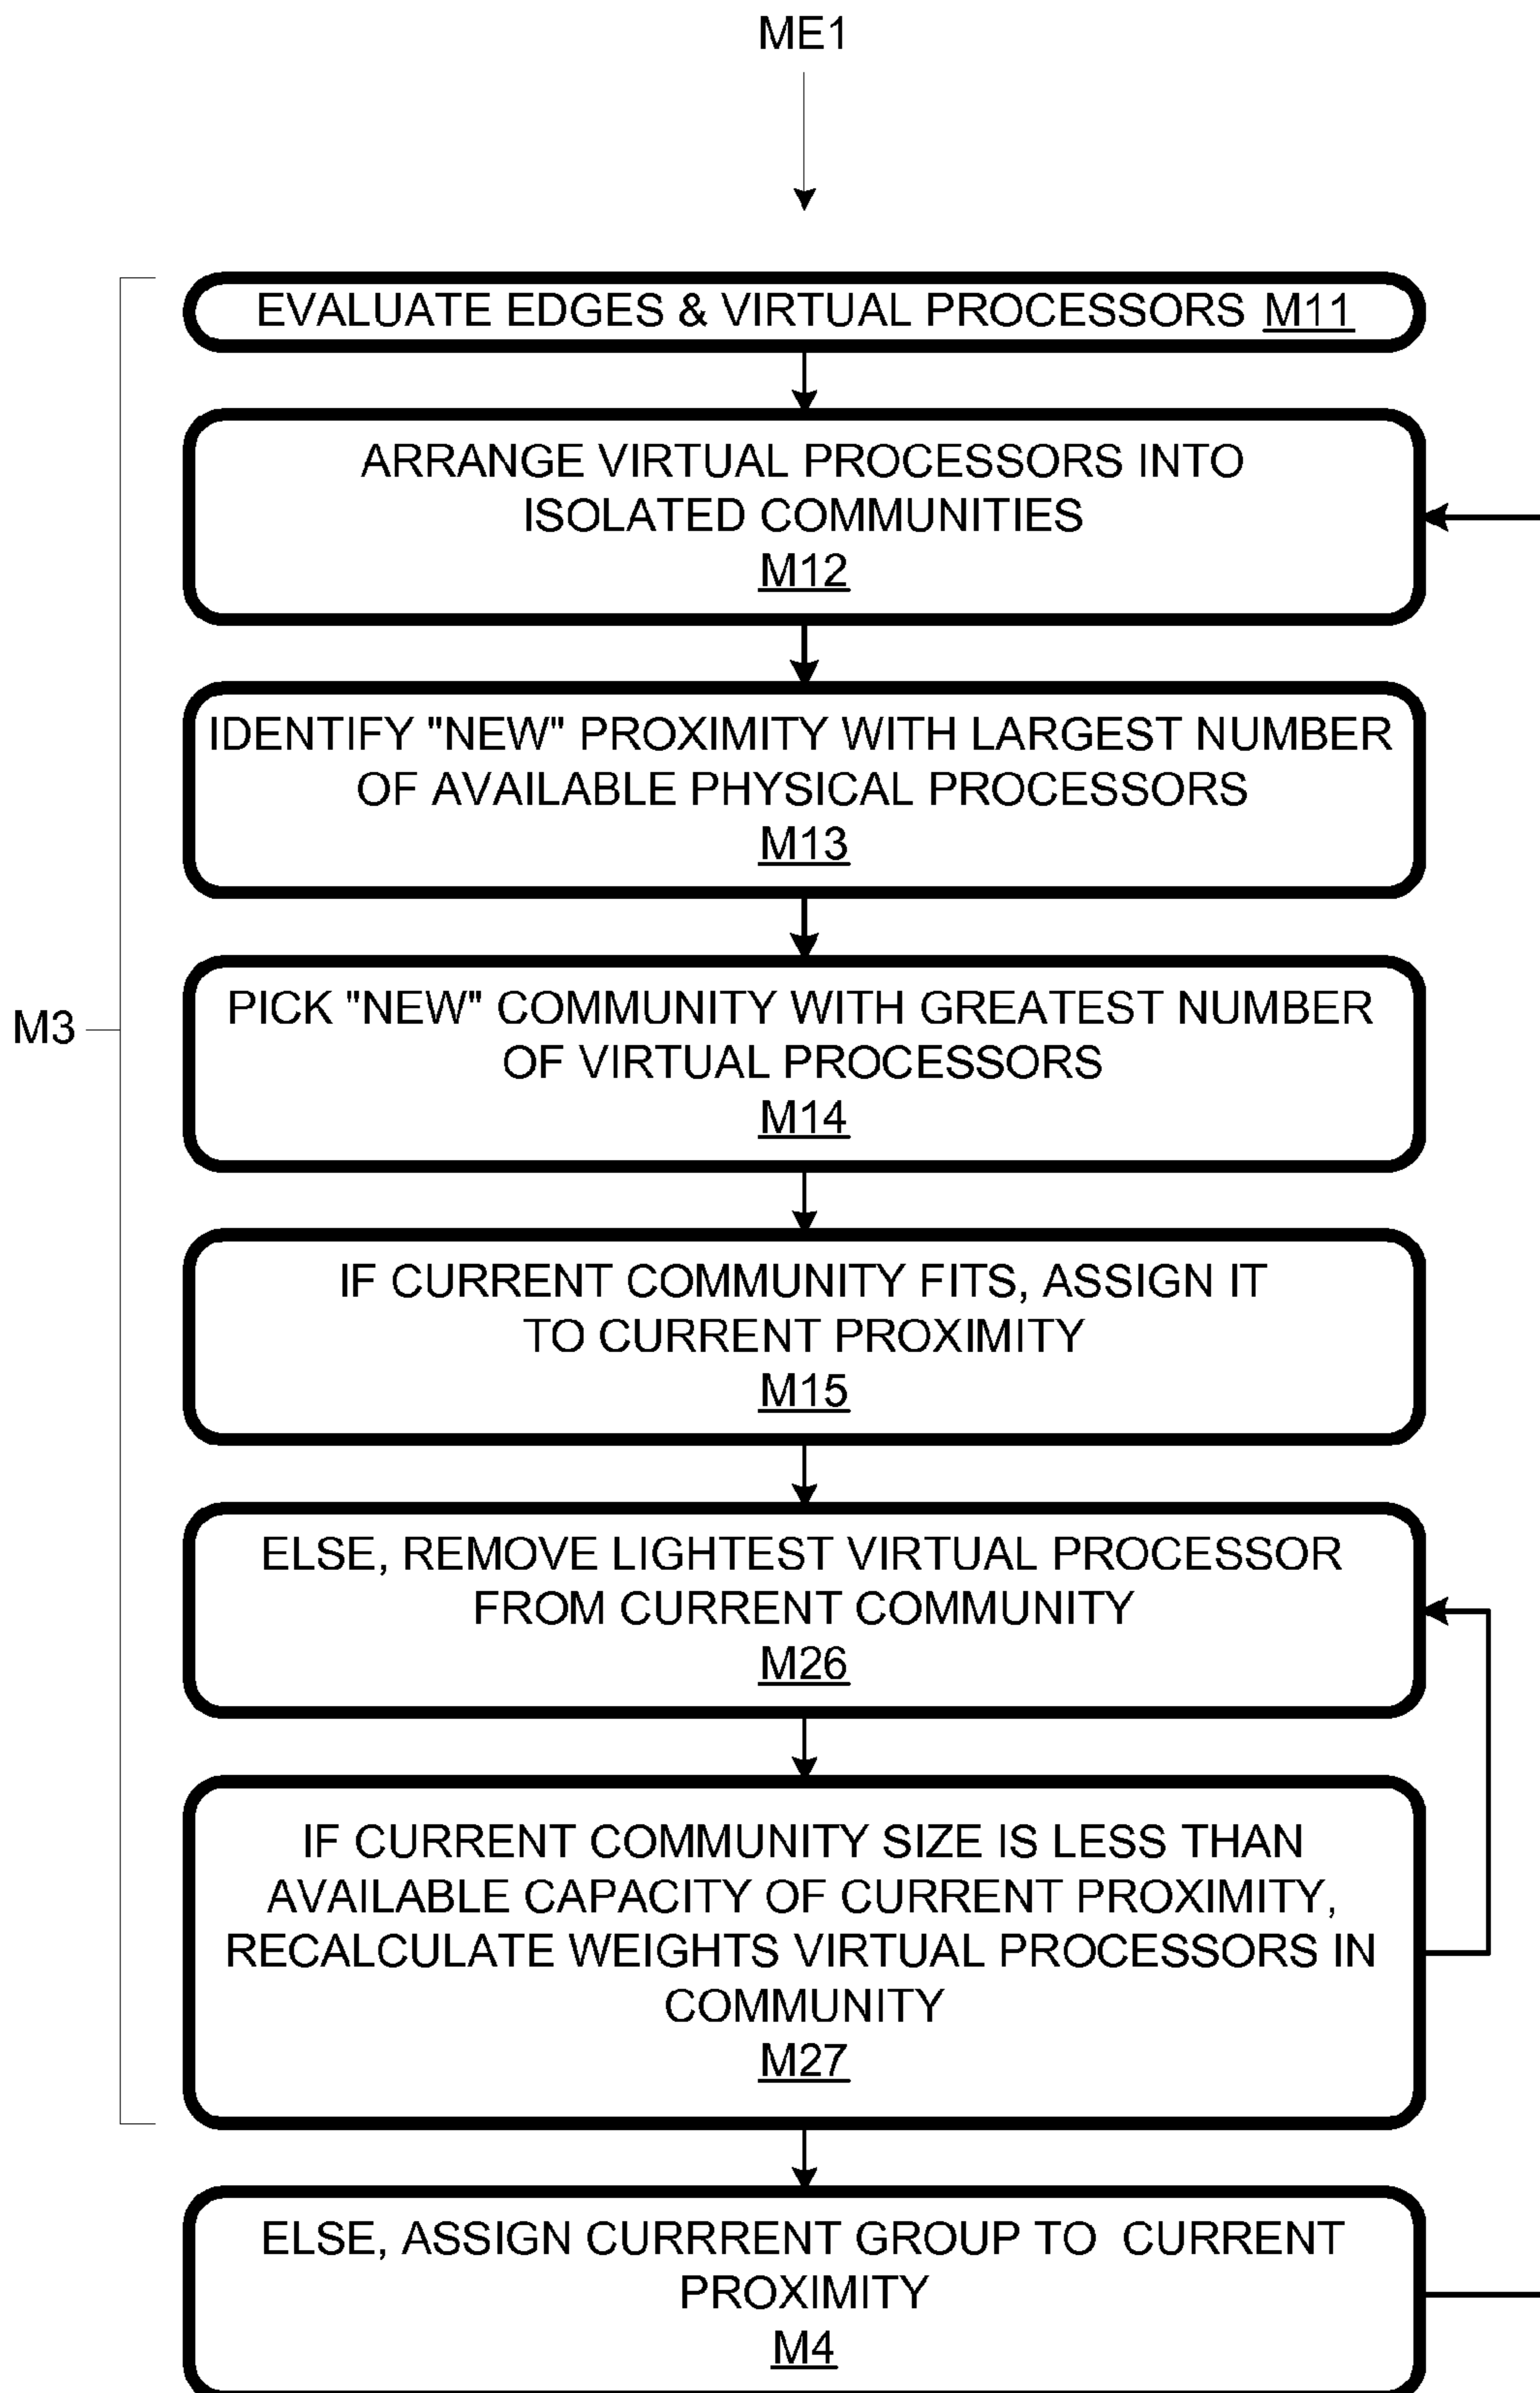 ME1
EVALUATE EDGES & VIRTUAL PROCESSORS M11
ARRANGE VIRTUAL PROCESSORS INTO
ISOLATED COMMUNITIES
M12
IDENTIFY "NEW" PROXIMITY WITH LARGEST NUMBER
OF AVAILABLE PHYSICAL PROCESSORS
M13
PICK "NEW" COMMUNITY WITH GREATEST NUMBER
OF VIRTUAL PROCESSORS
M14
M3
IF CURRENT COMMUNITY FITS, ASSIGN IT
TO CURRENT PROXIMITY
M15
ELSE, REMOVE LIGHTEST VIRTUAL PROCESSOR
FROM CURRENT COMMUNITY
M26
IF CURRENT COMMUNITY SIZE IS LESS THAN
AVAILABLE CAPACITY OF CURRENT PROXIMITY,
RECALCULATE WEIGHTS VIRTUAL PROCESSORS IN
COMMUNITY
M27
ELSE, ASSIGN CURRRENT GROUP TO CURRENT
PROXIMITY
M4